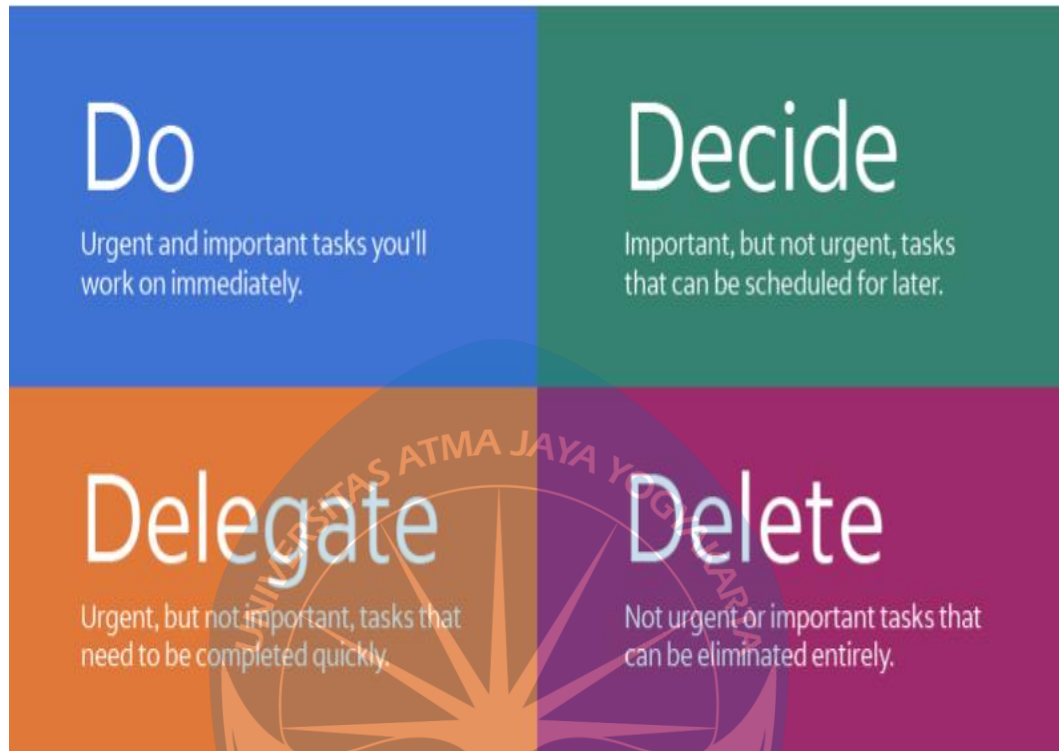 Do
Urgent and important tasks you'll
work on immediately.
Decide
Important, but not urgent, tasks
that can be scheduled for later.
Delegate
Urgent, but not important, tasks that
need to be completed quickly.
Delete
Not urgent or important tasks that
can be eliminated entirely.
UNIVERSITAS ATMA JAYA YOGYAKARTA